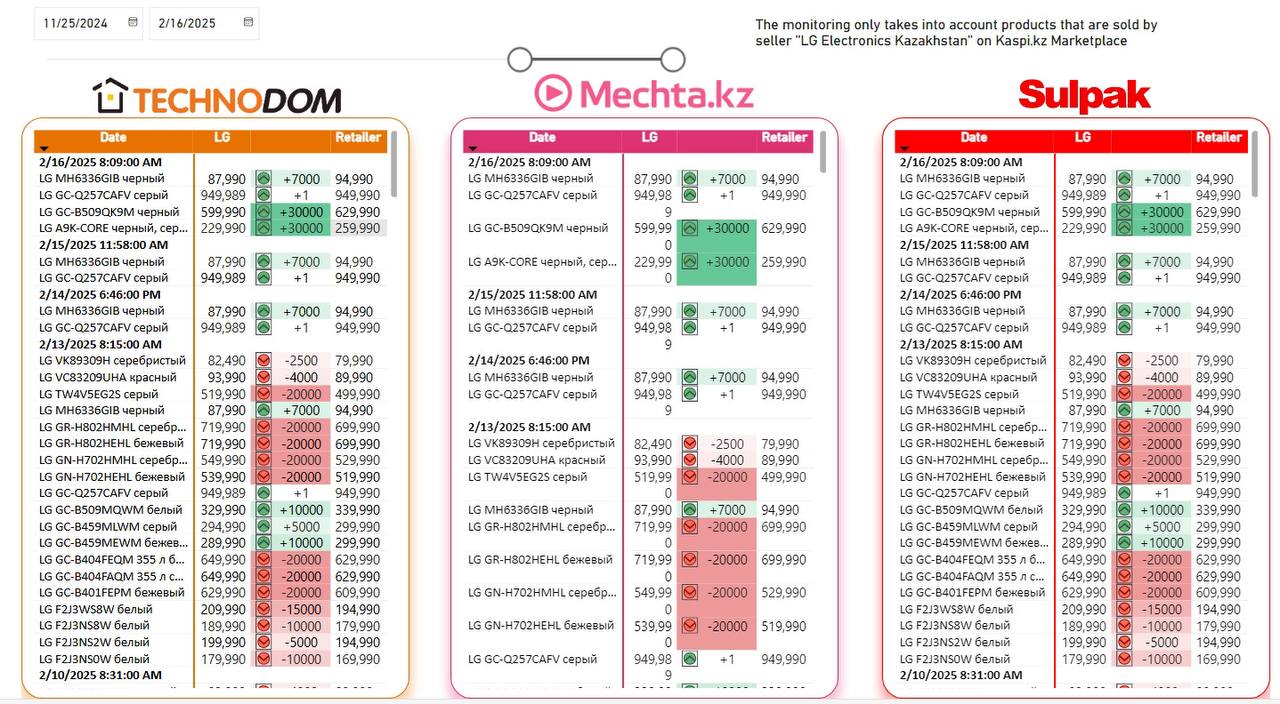 11/25/2024
2/16/2025
The monitoring only takes into account products that are sold by
seller "LG Electronics Kazakhstan" on Kaspi.kz Marketplace
TECHNODOM
Date LG Retailer
2/16/2025 8:09:00 AM
LG MH6336GIB черный 87,990 +7000 94,990
LG GC-Q257CAFV серый 949,989 +1 949,990
LG GC-B509QK9M черный 599,990 +30000 629,990
LG A9K-CORE черный, сер... 229,990 +30000 259,990
2/15/2025 11:58:00 AM
LG MH6336GIB черный 87,990 +7000 94,990
LG GC-Q257CAFV серый 949,989 +1 949,990
2/14/2025 6:46:00 PM
LG MH6336GIB черный 87,990 +7000 94,990
LG GC-Q257CAFV серый 949,989 +1 949,990
2/13/2025 8:15:00 AM
LG VK89309H серебристый 82,490 -2500 79,990
LG VC83209UHA красный 93,990 -4000 89,990
LG TW4V5EG2S серый 519,990 -20000 499,990
LG MH6336GIB черный 87,990 +7000 94,990
LG GR-H802HMHL серебр... 719,990 -20000 699,990
LG GR-H802HEHL бежевый 719,990 -20000 699,990
LG GN-H702HMHL серебр... 549,990 -20000 529,990
LG GN-H702HEHL бежевый 539,990 -20000 519,990
LG GC-Q257CAFV серый 949,989 +1 949,990
LG GC-B509MQWM белый 329,990 +10000 339,990
LG GC-B459MLWM серый 294,990 +5000 299,990
LG GC-B459MEWM бежев... 289,990 +10000 299,990
LG GC-B404FEQM 355 л б... 649,990 -20000 629,990
LG GC-B404FAQM 355 л с... 649,990 -20000 629,990
LG GC-B401FEPM бежевый 629,990 -20000 609,990
LG F2J3WS8W белый 209,990 -15000 194,990
LG F2J3NS8W белый 189,990 -10000 179,990
LG F2J3NS2W белый 199,990 -5000 194,990
LG F2J3NS0W белый 179,990 -10000 169,990
2/10/2025 8:31:00 AM
Mechta.kz
Date LG Retailer
2/16/2025 8:09:00 AM
LG MH6336GIB черный 87,990 +7000 94,990
LG GC-Q257CAFV серый 949,98 +1 949,990
9
LG GC-B509QK9M черный 599,99 +30000 629,990
0
LG A9K-CORE черный, сер... 229,99 +30000 259,990
0
2/15/2025 11:58:00 AM
LG MH6336GIB черный 87,990 +7000 94,990
LG GC-Q257CAFV серый 949,98 +1 949,990
9
2/14/2025 6:46:00 PM
LG MH6336GIB черный 87,990 +7000 94,990
LG GC-Q257CAFV серый 949,98 +1 949,990
9
2/13/2025 8:15:00 AM
LG VK89309H серебристый 82,490 -2500 79,990
LG VC83209UHA красный 93,990 -4000 89,990
LG TW4V5EG2S серый 519,99 -20000 499,990
0
LG MH6336GIB черный 87,990 +7000 94,990
LG GR-H802HMHL серебр... 719,99 -20000 699,990
0
LG GR-H802HEHL бежевый 719,99 -20000 699,990
0
LG GN-H702HMHL серебр... 549,99 -20000 529,990
0
LG GN-H702HEHL бежевый 539,99 -20000 519,990
0
LG GC-Q257CAFV серый 949,98 +1 949,990
9
Sulpak
Date LG Retailer
2/16/2025 8:09:00 AM
LG MH6336GIB черный 87,990 +7000 94,990
LG GC-Q257CAFV серый 949,989 +1 949,990
LG GC-B509QK9M черный 599,990 +30000 629,990
LG A9K-CORE черный, сер... 229,990 +30000 259,990
2/15/2025 11:58:00 AM
LG MH6336GIB черный 87,990 +7000 94,990
LG GC-Q257CAFV серый 949,989 +1 949,990
2/14/2025 6:46:00 PM
LG MH6336GIB черный 87,990 +7000 94,990
LG GC-Q257CAFV серый 949,989 +1 949,990
2/13/2025 8:15:00 AM
LG VK89309H серебристый 82,490 -2500 79,990
LG VC83209UHA красный 93,990 -4000 89,990
LG TW4V5EG2S серый 519,990 -20000 499,990
LG MH6336GIB черный 87,990 +7000 94,990
LG GR-H802HMHL серебр... 719,990 -20000 699,990
LG GR-H802HEHL бежевый 719,990 -20000 699,990
LG GN-H702HMHL серебр... 549,990 -20000 529,990
LG GN-H702HEHL бежевый 539,990 -20000 519,990
LG GC-Q257CAFV серый 949,989 +1 949,990
LG GC-B509MQWM белый 329,990 +10000 339,990
LG GC-B459MLWM серый 294,990 +5000 299,990
LG GC-B459MEWM бежев... 289,990 +10000 299,990
LG GC-B404FEQM 355 л б... 649,990 -20000 629,990
LG GC-B404FAQM 355 л с... 649,990 -20000 629,990
LG GC-B401FEPM бежевый 629,990 -20000 609,990
LG F2J3WS8W белый 209,990 -15000 194,990
LG F2J3NS8W белый 189,990 -10000 179,990
LG F2J3NS2W белый 199,990 -5000 194,990
LG F2J3NS0W белый 179,990 -10000 169,990
2/10/2025 8:31:00 AM